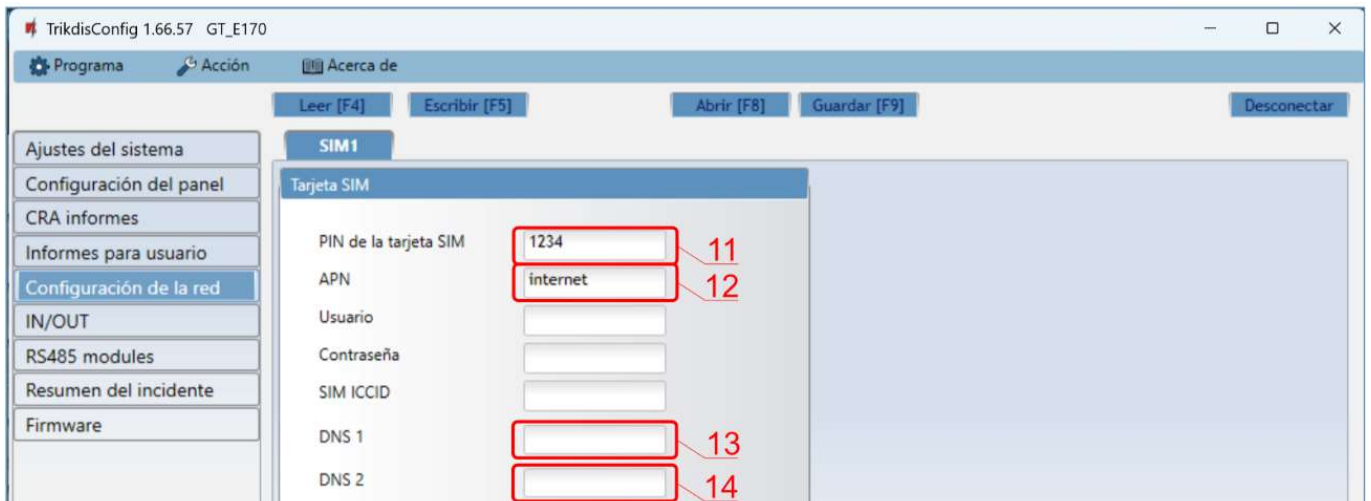 TrikdisConfig 1.66.57 GT_E170
Programa Acción Acerca de
Leer [F4] Escribir [F5] Abrir [F8] Guardar [F9] Desconectar
Ajustes del sistema
Configuración del panel
CRA informes
Informes para usuario
Configuración de la red
IN/OUT
RS485 modules
Resumen del incidente
Firmware
SIM1
Tarjeta SIM
PIN de la tarjeta SIM 1234 11
APN internet 12
Usuario
Contraseña
SIM ICCID
DNS 1 13
DNS 2 14